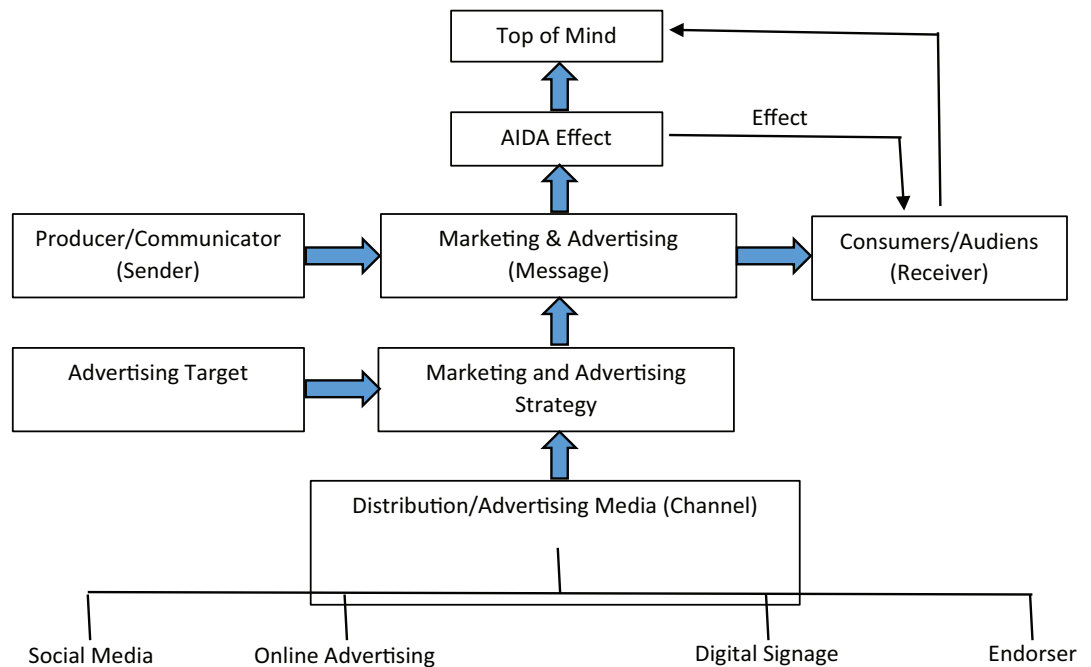 Top of Mind
AIDA Effect
Effect
Producer/Communicator
(Sender)
Marketing & Advertising
(Message)
Consumers/Audiens
(Receiver)
Advertising Target
Marketing and Advertising
Strategy
Distribution/Advertising Media (Channel)
Social Media
Online Advertising
Digital Signage
Endorser